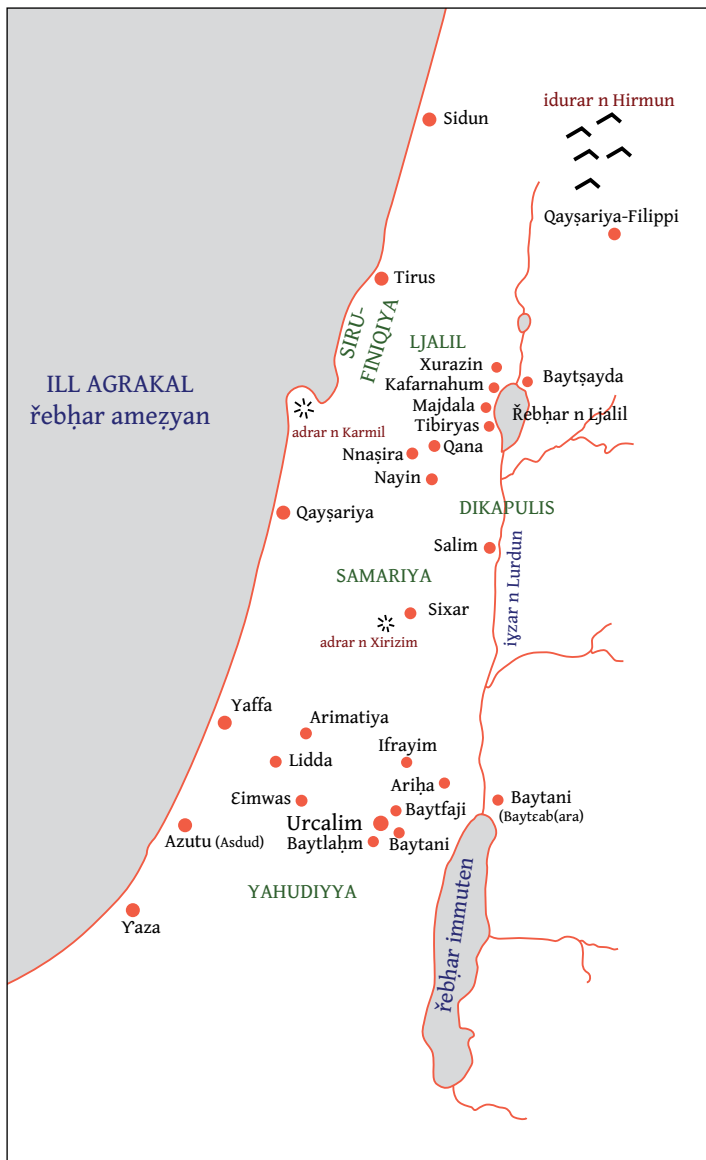 idurar n Hirmun
Sidun
Qayṣariya-Filippi
Tirus
SIRU-
FINIQIYA
LJALIL
Xurazin
Kafarnahum
Baytṣayda
ILL AGRAKAL
řebḥar ameẓyan
Majdala
Řebḥar n Ljalil
Tibiryas
adrar n Karmil
Qana
Nnaṣira
Nayin
DIKAPULIS
Qayṣariya
Salim
SAMARIYA
iɣzar n Lurdun
Sixar
adrar n Xirizim
Yaffa
Arimatiya
Ifrayim
Lidda
Ariḥa
Ɛimwas
Baytani
(Baytɛab(ara)
Baytfaji
Urcalim
Azutu (Asdud)
Baytlaḥm
Baytani
YAHUDIYYA
Ɣaza
řebḥar immuten